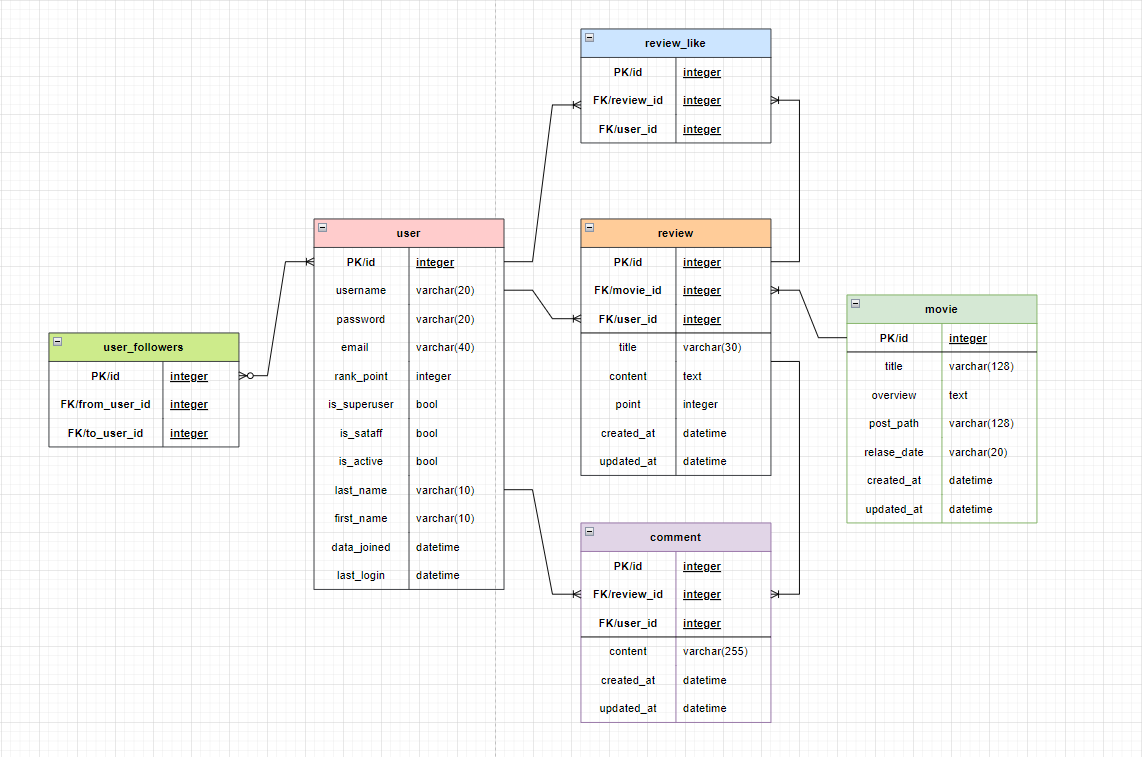 review_like
PK/id integer
FK/review_id integer
FK/user_id integer
user
PK/id integer
username varchar(20)
password varchar(20)
email varchar(40)
rank_point integer
is_superuser bool
is_sataff bool
is_active bool
last_name varchar(10)
first_name varchar(10)
data_joined datetime
last_login datetime
review
PK/id integer
FK/movie_id integer
FK/user_id integer
title varchar(30)
content text
point integer
created_at datetime
updated_at datetime
movie
PK/id integer
title varchar(128)
overview text
post_path varchar(128)
relase_date varchar(20)
created_at datetime
updated_at datetime
user_followers
PK/id integer
FK/from_user_id integer
FK/to_user_id integer
comment
PK/id integer
FK/review_id integer
FK/user_id integer
content varchar(255)
created_at datetime
updated_at datetime